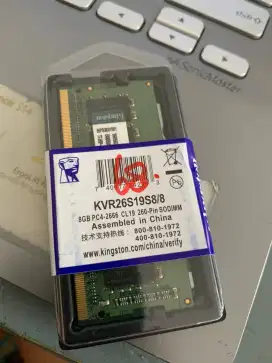 Kingston
KVR26S19S8/8
8GB PC4-2666 CL19 260-Pin SODIMM
Assembled in China
技术支持热线: 800-810-1972
400-810-1972
www.kingston.com/china/verify